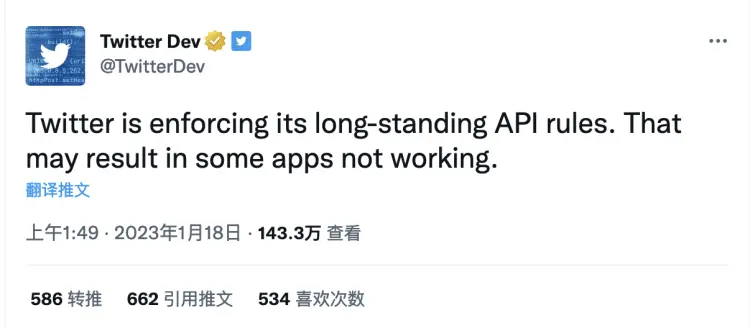 Twitter Dev
@TwitterDev
Twitter is enforcing its long-standing API rules. That
may result in some apps not working.
翻译推文
上午1:49 · 2023年1月18日 · 143.3万 查看
586 转推 662 引用推文 534 喜欢次数